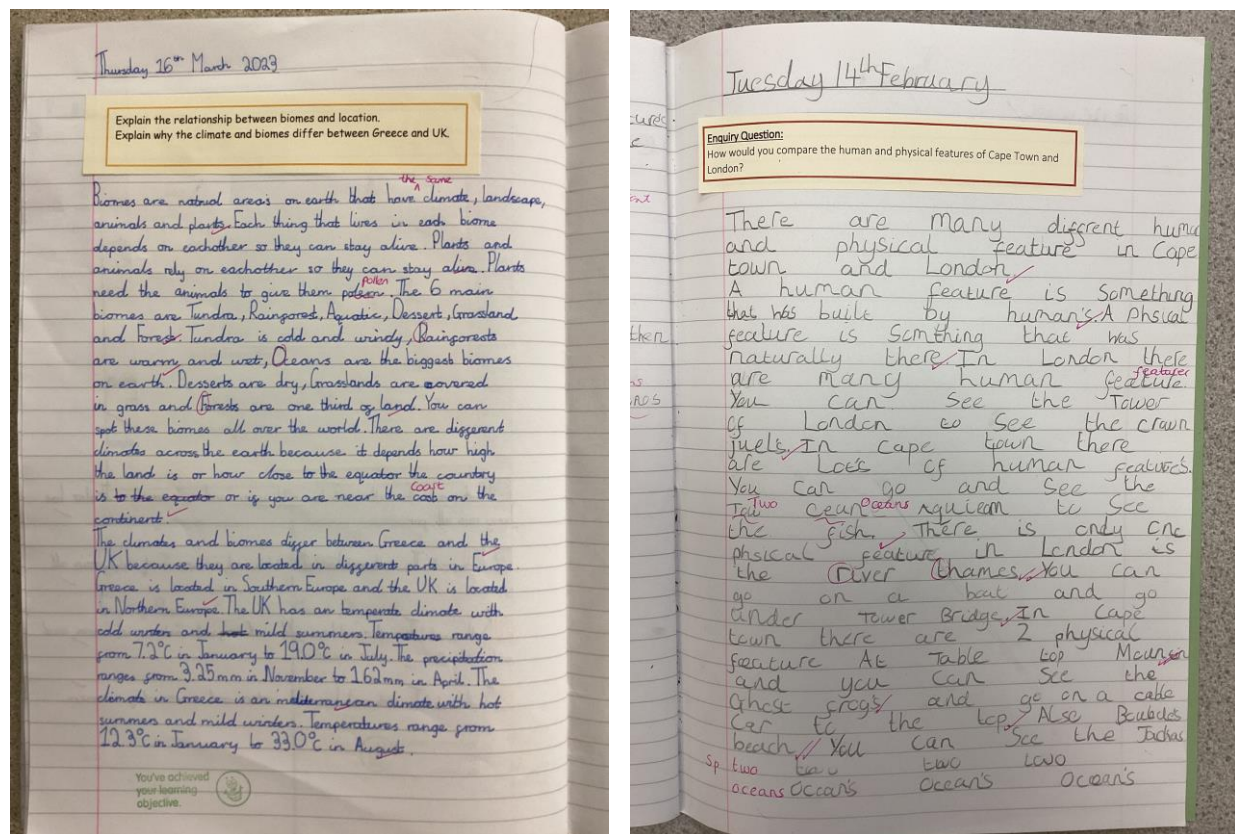 Thursday 16th March 2023
Explain the relationship between biomes and location.
Explain why the climate and biomes differ between Greece and UK.
the same
Biomes are natrual area's on earth that have climate, landscape,
animals and plants. Each thing that lives in each biome
depends on eachother so they can stay alive. Plants and
animals rely on eachother so they can stay alive. Plants
pollen
need the animals to give them polern. The 6 main
biomes are Tundra, Raingorest, Aquatic, Dessert, Grassland
and Forest. Tundra is cold and windy, Raingorests
are warm and wet, Oceans are the biggest biomes
on earth. Desserts are dry, Grasslands are covered
in grass and Forests are one third of land. You can
spot these biomes all over the world. There are different
climates across the earth because it depends how high
the land is or how close to the equator the country
coast
is to the equator or if you are near the cost on the
continent.
The climates and biomes differ between Greece and the
UK because they are located in different parts in Europe.
Greece is located in Southern Europe and the UK is located
in Northern Europe. The UK has an temperate climate with
cold winters and hot mild summers. Tempratures range
from 7.2°c in January to 19.0°c in July. The precipitation
ranges from 3.25mm in November to 162mm in April. The
climate in Greece is an mediterranean climate with hot
summers and mild winters. Temperatures range from
12.3°c in January to 33.0°c in August.
You've achieved
your learning
objective.
Tuesday 14th February
Enquiry Question:
How would you compare the human and physical features of Cape Town and
London?
There are many diffrent human
and physical feature in Cape
town and London
A human feature is Something
that was built by human's. A Phsical
feature is Somthing that was
naturally there. In London there
features
are many human feature.
You can See the Tower
of London to See the crawn
juels. In cape town there
are Lot's of human feature's.
You can go and See the
Two Oceans
Aquieam to See
the fish. There is only one
phsical feature in London is
the river thames. You can
go on a boat and go
under Tower Bridge. In Cape
town there are 2 physical
feature At Table top Mounten
and you can See the
Ghost frogs and go on a cable
Car to the top. Also
beach. You can See the
Sp two two two
oceans Ocean's Ocean's Ocean's